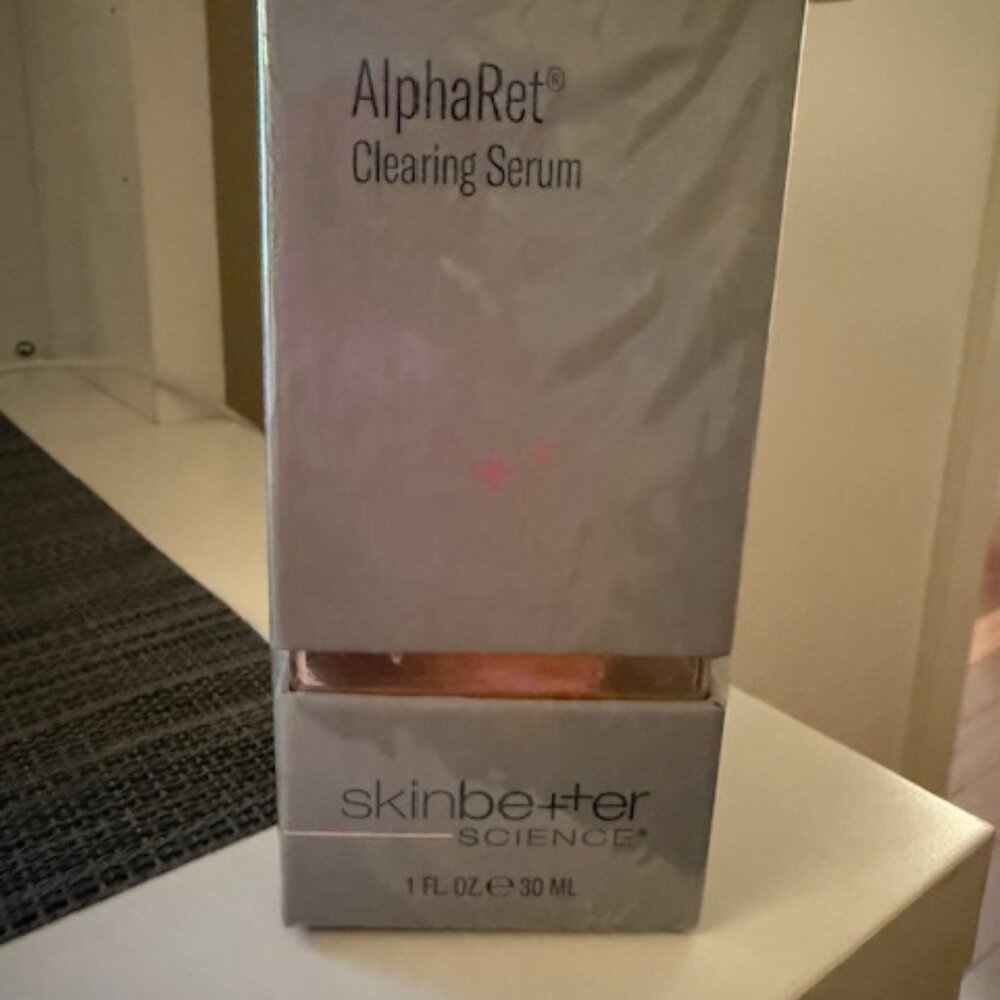 AlphaRet®
Clearing Serum
skinbetter
SCIENCE®
1 FL. OZ. ℮ 30 ML